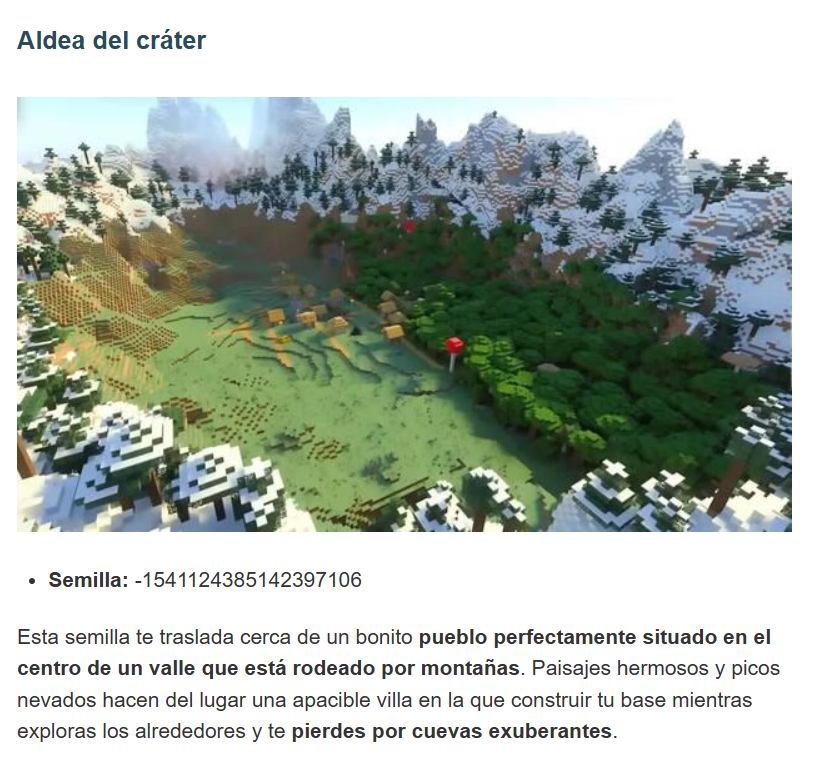 Aldea del cráter
• Semilla: -1541124385142397106
Esta semilla te traslada cerca de un bonito pueblo perfectamente situado en el
centro de un valle que está rodeado por montañas. Paisajes hermosos y picos
nevados hacen del lugar una apacible villa en la que construir tu base mientras
exploras los alrededores y te pierdes por cuevas exuberantes.